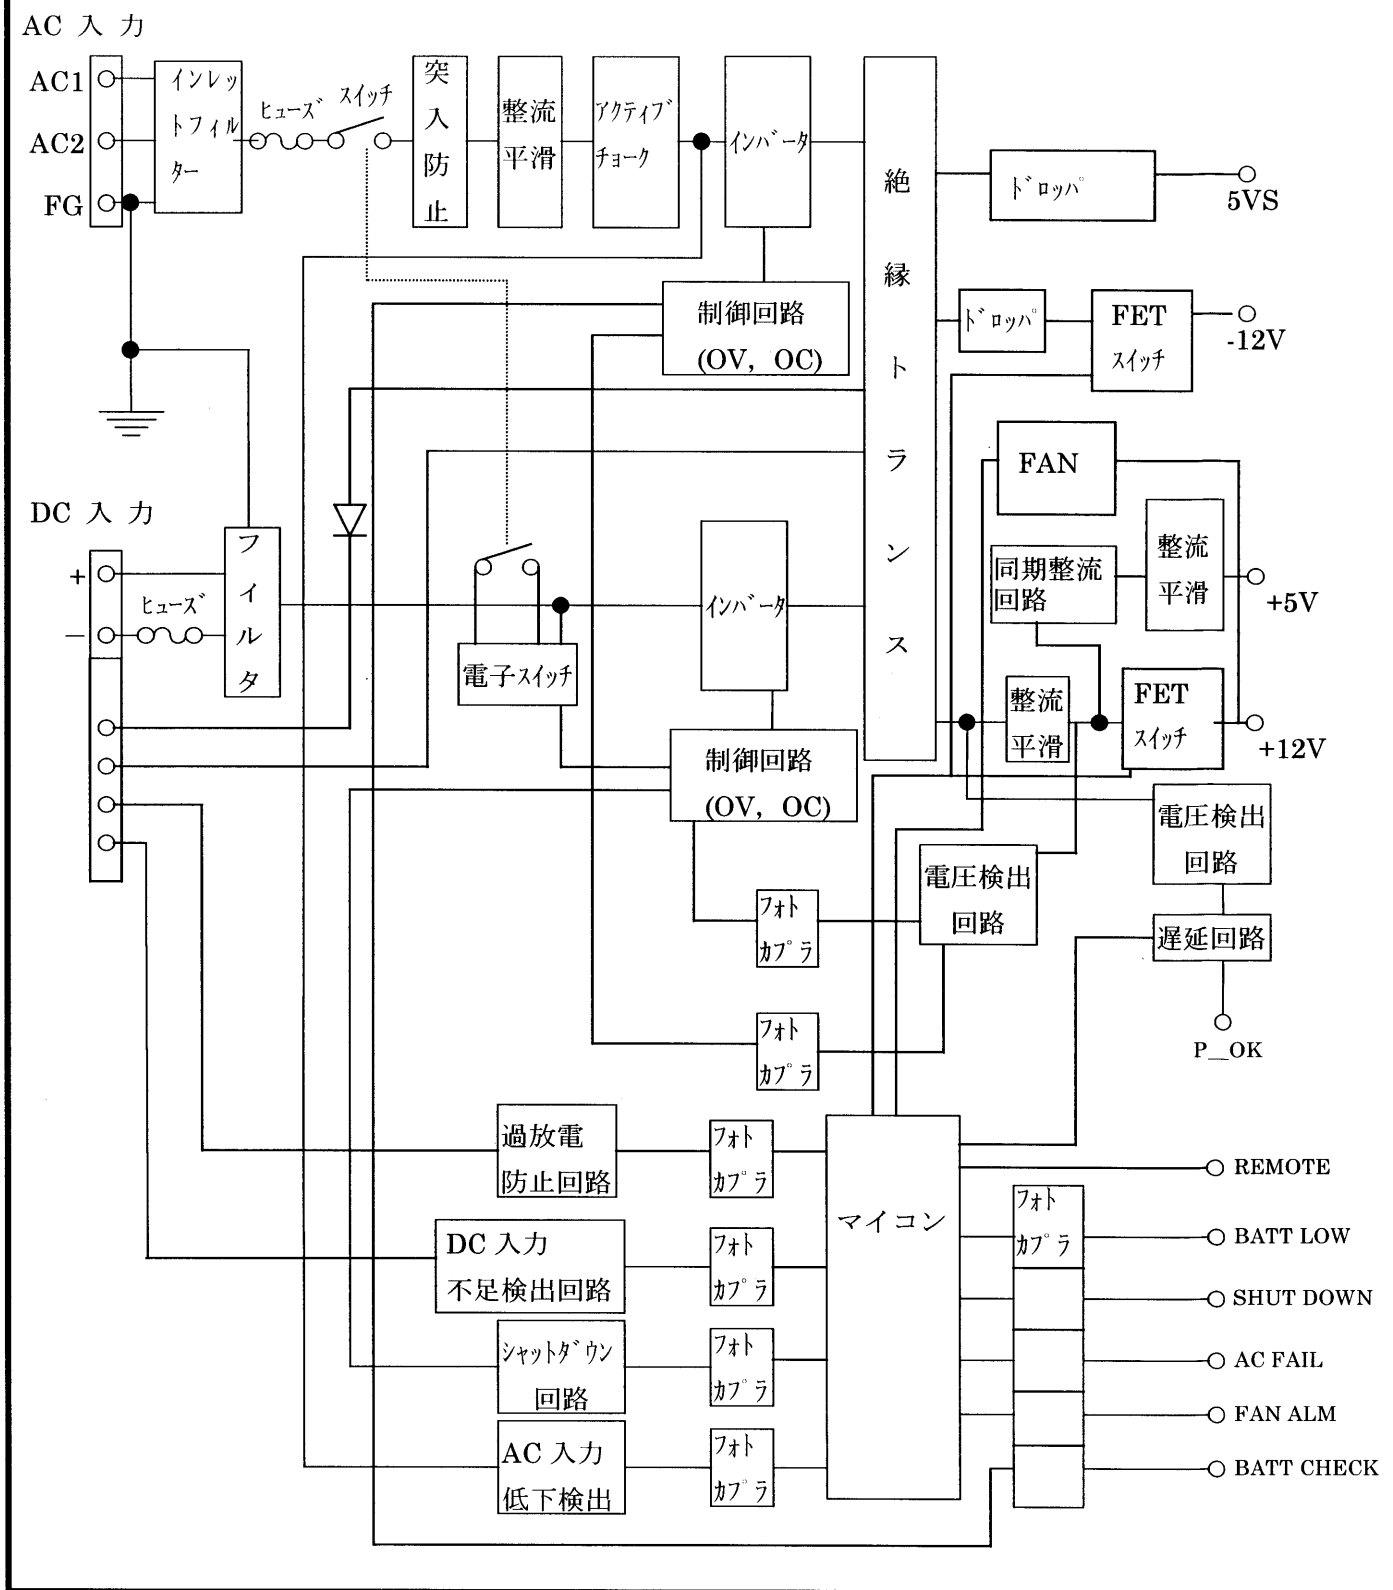 AC 入 力
AC1
AC2
FG
インレッ
トフィル
ター
ヒューズ
スイッチ
突
入
防
止
整流
平滑
アクティブ
チョーク
インバータ
絶
縁
ト
ラ
ン
ス
ドロッパ
5VS
制御回路
(OV, OC)
ドロッパ
FET
スイッチ
-12V
FAN
DC 入 力
+
−
ヒューズ
フ
イ
ル
タ
インバータ
電子スイッチ
同期整流
回路
整流
平滑
+5V
整流
平滑
FET
スイッチ
+12V
制御回路
(OV, OC)
電圧検出
回路
電圧検出
回路
遅延回路
P__OK
フォト
カプラ
フォト
カプラ
過放電
防止回路
フォト
カプラ
マイコン
REMOTE
フォト
カプラ
BATT LOW
DC 入力
不足検出回路
フォト
カプラ
SHUT DOWN
シャットダウン
回路
フォト
カプラ
AC FAIL
FAN ALM
AC 入力
低下検出
フォト
カプラ
BATT CHECK